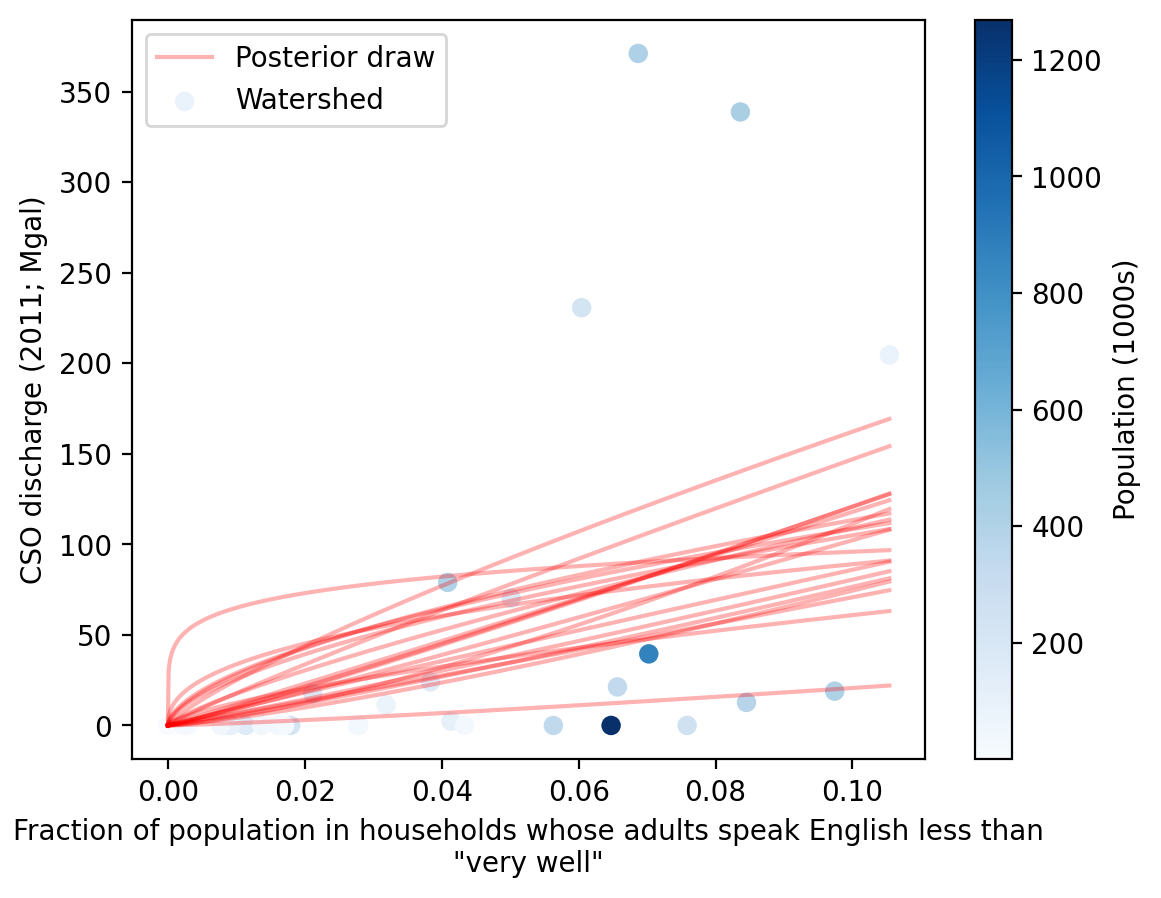 Posterior draw
Watershed
CSO discharge (2011; Mgal)
350
300
250
200
150
100
50
0
0.00 0.02 0.04 0.06 0.08 0.10
Fraction of population in households whose adults speak English less than
"very well"
1200
1000
800
600
400
200
Population (1000s)